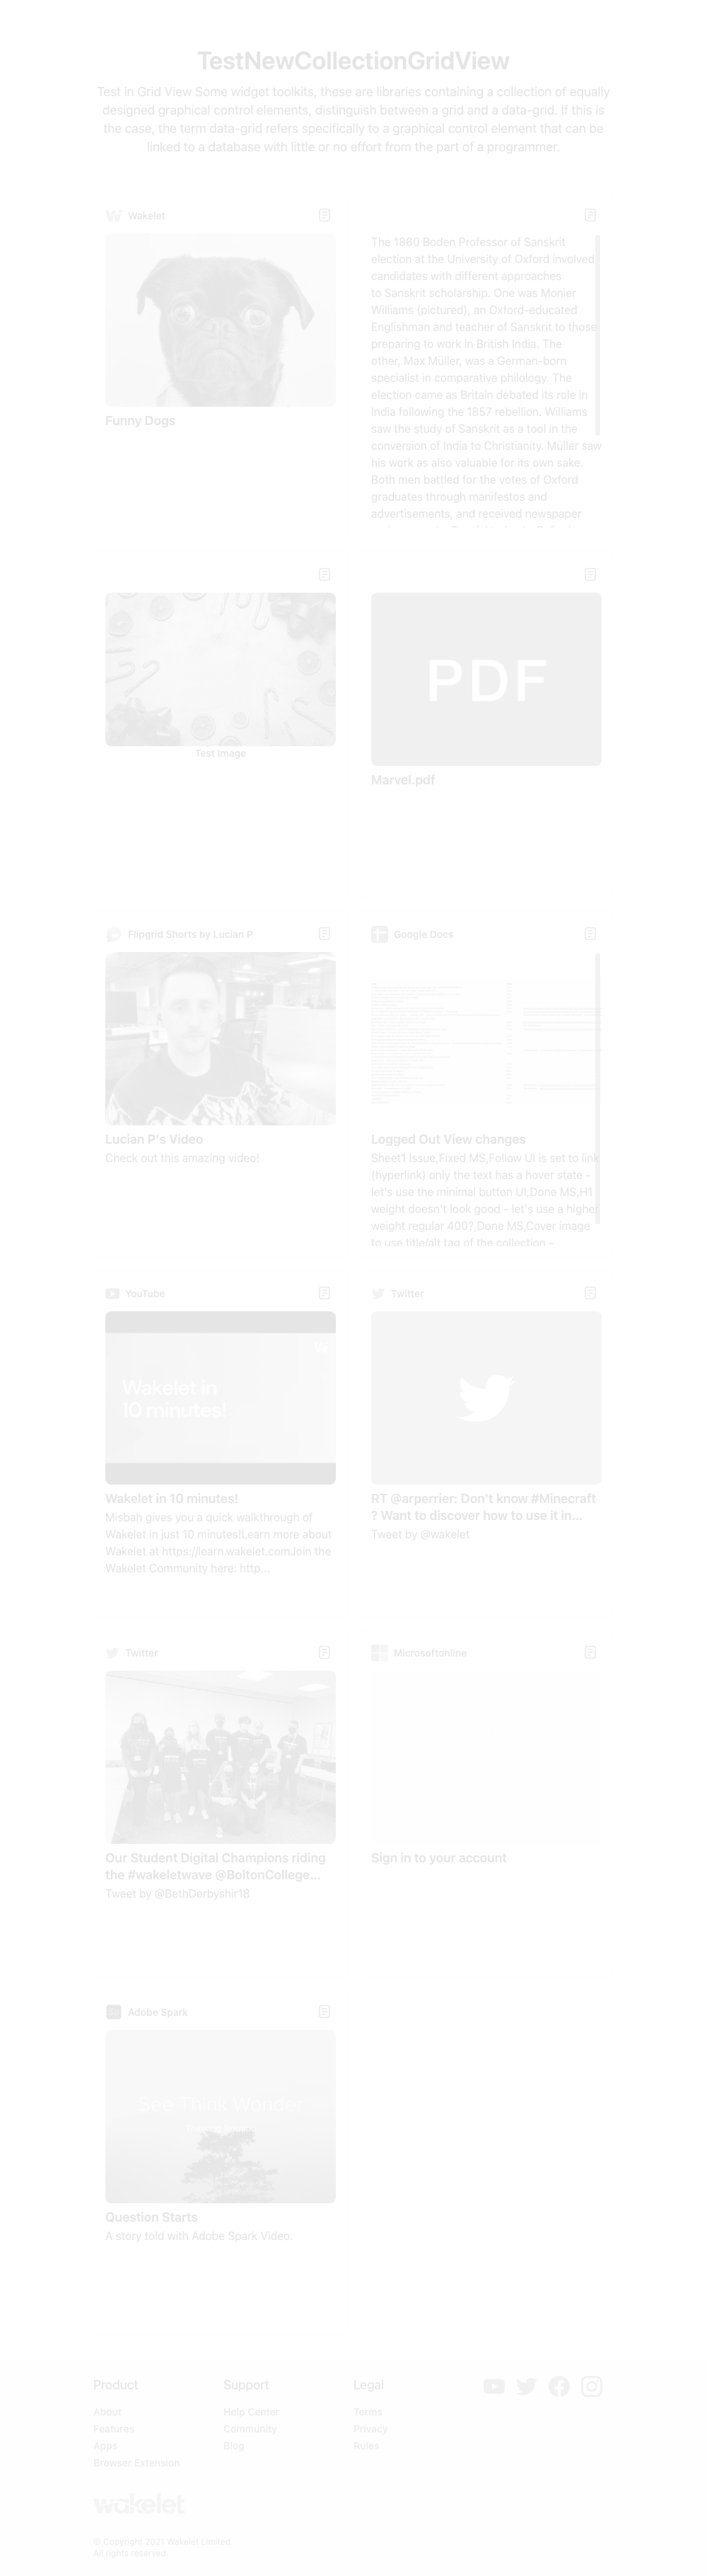 TestNewCollectionGridView
Test in Grid View Some widget toolkits, these are libraries containing a collection of equally
designed graphical control elements, distinguish between a grid and a data-grid. If this is
the case, the term data-grid refers specifically to a graphical control element that can be
linked to a database with little or no effort from the part of a programmer.
Wakelet
Funny Dogs
The 1860 Boden Professor of Sanskrit
election at the University of Oxford involved
candidates with different approaches
to Sanskrit scholarship. One was Monier
Williams (pictured), an Oxford-educated
Englishman and teacher of Sanskrit to those
preparing to work in British India. The
other, Max Müller, was a German-born
specialist in comparative philology. The
election came as Britain debated its role in
India following the 1857 rebellion. Williams
saw the study of Sanskrit as a tool in the
conversion of India to Christianity. Müller saw
his work as also valuable for its own sake.
Both men battled for the votes of Oxford
graduates through manifestos and
advertisements, and received newspaper
Test Image
PDF
Marvel.pdf
Flipgrid Shorts by Lucian P
Lucian P's Video
Check out this amazing video!
Google Docs
Logged Out View changes
Sheet1 Issue,Fixed MS,Follow UI is set to link
(hyperlink) only the text has a hover state -
let's use the minimal button UI,Done MS,H1
weight doesn't look good - let's use a higher
weight regular 400?,Done MS,Cover image
to use title/alt tag of the collection -
YouTube
Wakelet in
10 minutes!
Wakelet in 10 minutes!
Misbah gives you a quick walkthrough of
Wakelet in just 10 minutes!Learn more about
Wakelet at https://learn.wakelet.comJoin the
Wakelet Community here: http...
Twitter
RT @arperrier: Don't know #Minecraft
? Want to discover how to use it in...
Tweet by @wakelet
Twitter
Our Student Digital Champions riding
the #wakeletwave @BoltonCollege...
Tweet by @BethDerbyshir18
Microsoftonline
Sign in to your account
Adobe Spark
See Think Wonder
Question Starts
A story told with Adobe Spark Video.
Product
About
Features
Apps
Browser Extension
Support
Help Center
Community
Blog
Legal
Terms
Privacy
Rules
wakelet
© Copyright 2021 Wakelet Limited.
All rights reserved.